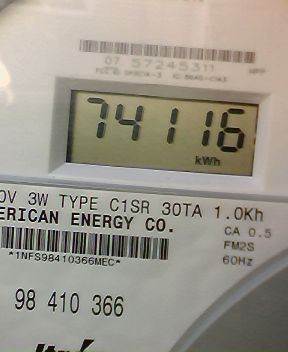 07 57245311
74116
kWh
0V 3W TYPE C1SR 30TA 1.0Kh
ERICAN ENERGY CO.
CA 0.5
FM2S
*1NFS98410366MEC*
60Hz
98 410 366